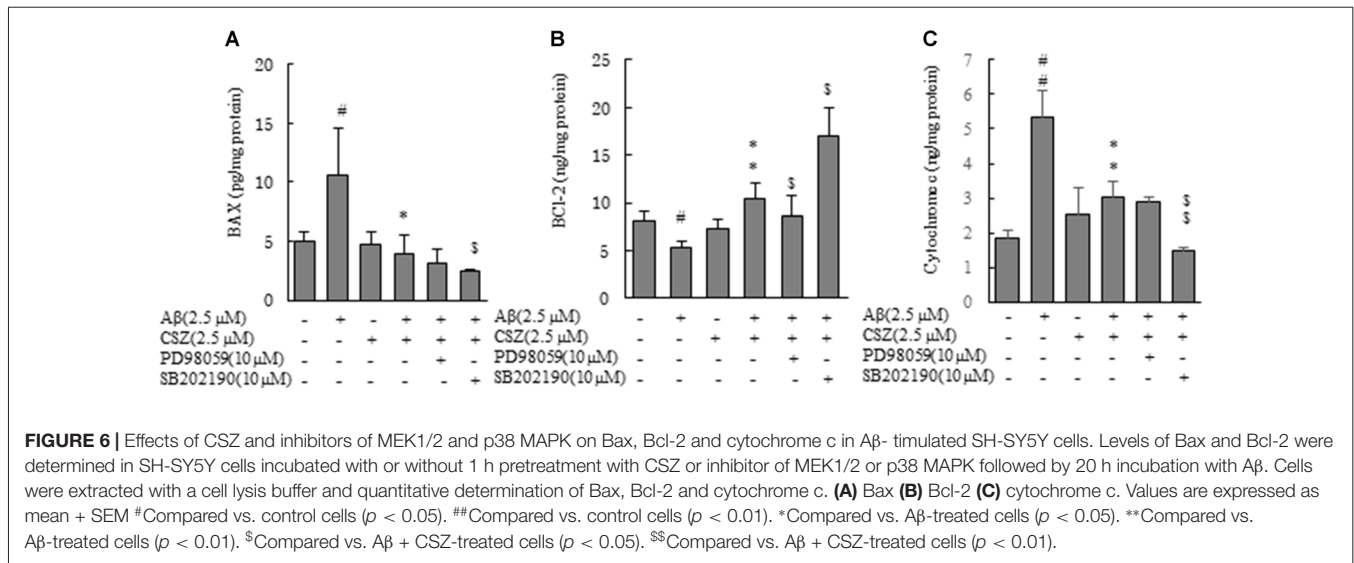 A
BAX (pg/mg protein)
20
15
10
5
0
#
*
$
Aβ(2.5 μM) - + - + + +
CSZ(2.5 μM) - - + + + +
PD98059(10 μM) - - - - + -
SB202190(10 μM) - - - - - +
B
BCl-2 (ng/mg protein)
25
20
15
10
5
0
#
*
*
$
$
Aβ(2.5 μM) - + - + + +
CSZ(2.5 μM) - - + + + +
PD98059(10 μM) - - - - + -
SB202190(10 μM) - - - - - +
C
Cytochrome c (ng/mg protein)
7
6
5
4
3
2
1
0
#
#
*
*
$
$
Aβ(2.5 μM) - + - + + +
CSZ(2.5 μM) - - + + + +
PD98059(10 μM) - - - - + -
SB202190(10 μM) - - - - - +
FIGURE 6 | Effects of CSZ and inhibitors of MEK1/2 and p38 MAPK on Bax, Bcl-2 and cytochrome c in Aβ- timulated SH-SY5Y cells. Levels of Bax and Bcl-2 were
determined in SH-SY5Y cells incubated with or without 1 h pretreatment with CSZ or inhibitor of MEK1/2 or p38 MAPK followed by 20 h incubation with Aβ. Cells
were extracted with a cell lysis buffer and quantitative determination of Bax, Bcl-2 and cytochrome c. (A) Bax (B) Bcl-2 (C) cytochrome c. Values are expressed as
mean + SEM #Compared vs. control cells (p < 0.05). ##Compared vs. control cells (p < 0.01). *Compared vs. Aβ-treated cells (p < 0.05). **Compared vs.
Aβ-treated cells (p < 0.01). $Compared vs. Aβ + CSZ-treated cells (p < 0.05). $$Compared vs. Aβ + CSZ-treated cells (p < 0.01).